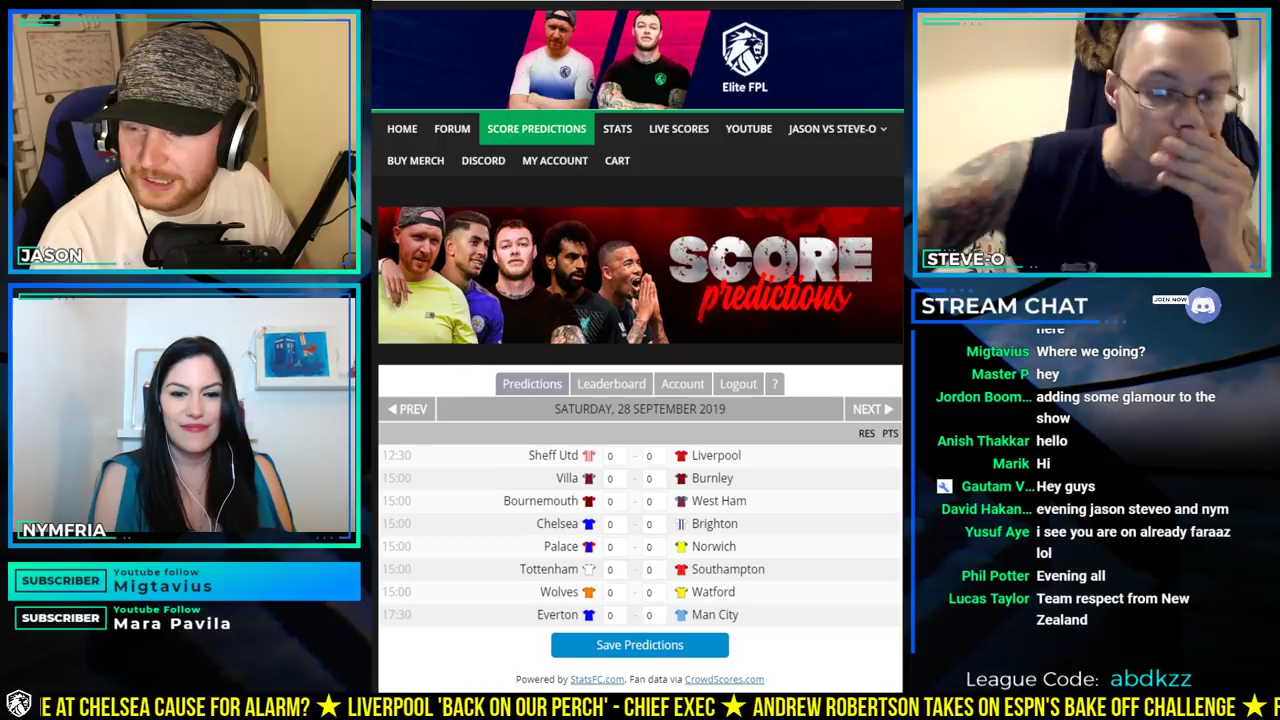 JASON
NYMFRIA
SUBSCRIBER
Youtube follow
Migtavius
SUBSCRIBER
Youtube Follow
Mara Pavila
Elite FPL
HOME FORUM SCORE PREDICTIONS STATS LIVE SCORES YOUTUBE JASON VS STEVE-O
BUY MERCH DISCORD MY ACCOUNT CART
SCORE
predictions
Predictions Leaderboard Account Logout ?
◀ PREV SATURDAY, 28 SEPTEMBER 2019 NEXT ▶
RES PTS
12:30 Sheff Utd 0 - 0 Liverpool
15:00 Villa 0 - 0 Burnley
15:00 Bournemouth 0 - 0 West Ham
15:00 Chelsea 0 - 0 Brighton
15:00 Palace 0 - 0 Norwich
15:00 Tottenham 0 - 0 Southampton
15:00 Wolves 0 - 0 Watford
17:30 Everton 0 - 0 Man City
Save Predictions
Powered by StatsFC.com. Fan data via CrowdScores.com
STEVE-O
STREAM CHAT
JOIN NOW
here
Migtavius Where we going?
Master P hey
Jordon Boom... adding some glamour to the
show
Anish Thakkar hello
Marik Hi
Gautam V... Hey guys
David Hakan... evening jason steveo and nym
Yusuf Aye i see you are on already faraaz
lol
Phil Potter Evening all
Lucas Taylor Team respect from New
Zealand
League Code: abdkzz
E AT CHELSEA CAUSE FOR ALARM? ★ LIVERPOOL 'BACK ON OUR PERCH' - CHIEF EXEC ★ ANDREW ROBERTSON TAKES ON ESPN'S BAKE OFF CHALLENGE ★